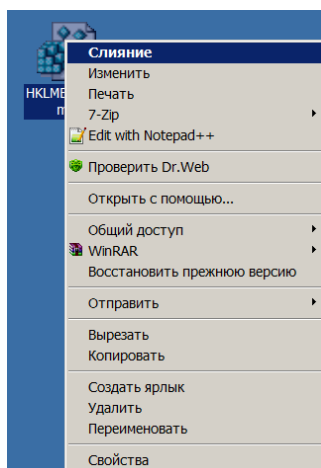 Слияние
Изменить
HKLME
Печать
7-Zip
Edit with Notepad++
Проверить Dr.Web
Открыть с помощью...
Общий доступ
WinRAR
Восстановить прежнюю версию
Отправить
Вырезать
Копировать
Создать ярлык
Удалить
Переименовать
Свойства